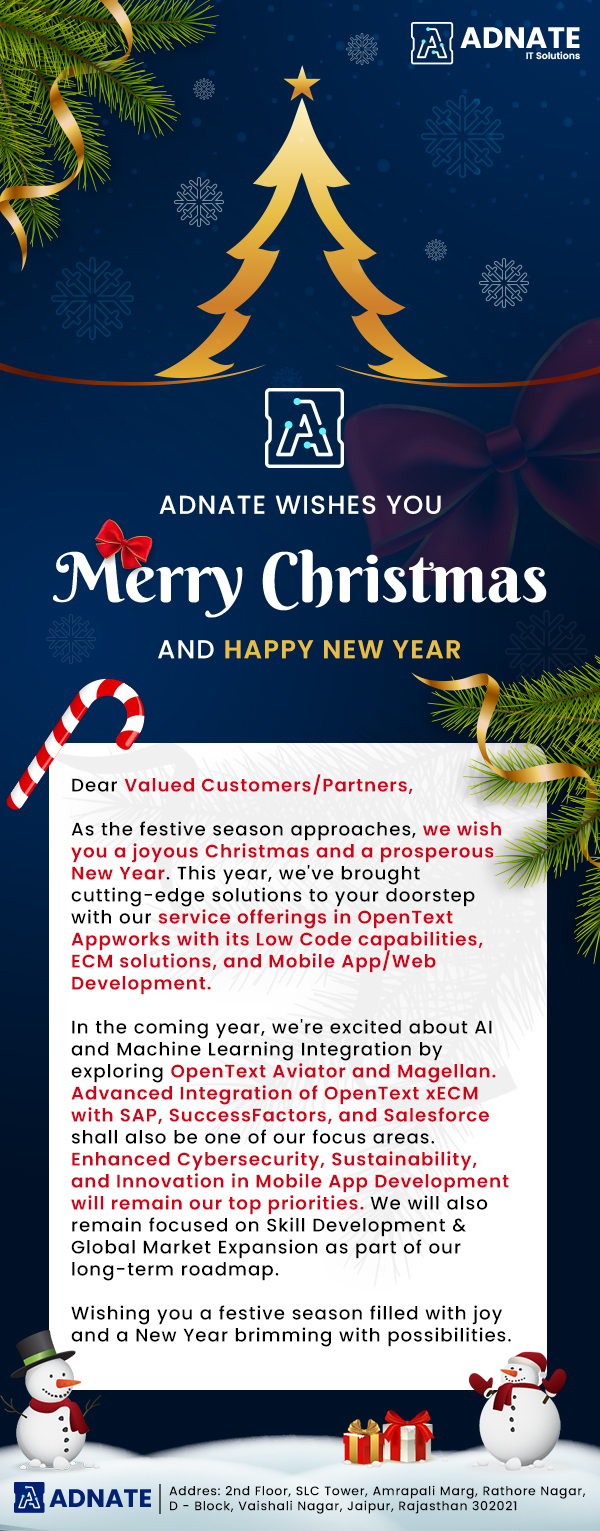 ADNATE
IT Solutions
ADNATE WISHES YOU
Merry Christmas
AND HAPPY NEW YEAR
Dear Valued Customers/Partners,
As the festive season approaches, we wish
you a joyous Christmas and a prosperous
New Year. This year, we've brought
cutting-edge solutions to your doorstep
with our service offerings in OpenText
Appworks with its Low Code capabilities,
ECM solutions, and Mobile App/Web
Development.
In the coming year, we're excited about AI
and Machine Learning Integration by
exploring OpenText Aviator and Magellan.
Advanced Integration of OpenText xECM
with SAP, SuccessFactors, and Salesforce
shall also be one of our focus areas.
Enhanced Cybersecurity, Sustainability,
and Innovation in Mobile App Development
will remain our top priorities. We will also
remain focused on Skill Development &
Global Market Expansion as part of our
long-term roadmap.
Wishing you a festive season filled with joy
and a New Year brimming with possibilities.
ADNATE
Addres: 2nd Floor, SLC Tower, Amrapali Marg, Rathore Nagar,
D - Block, Vaishali Nagar, Jaipur, Rajasthan 302021